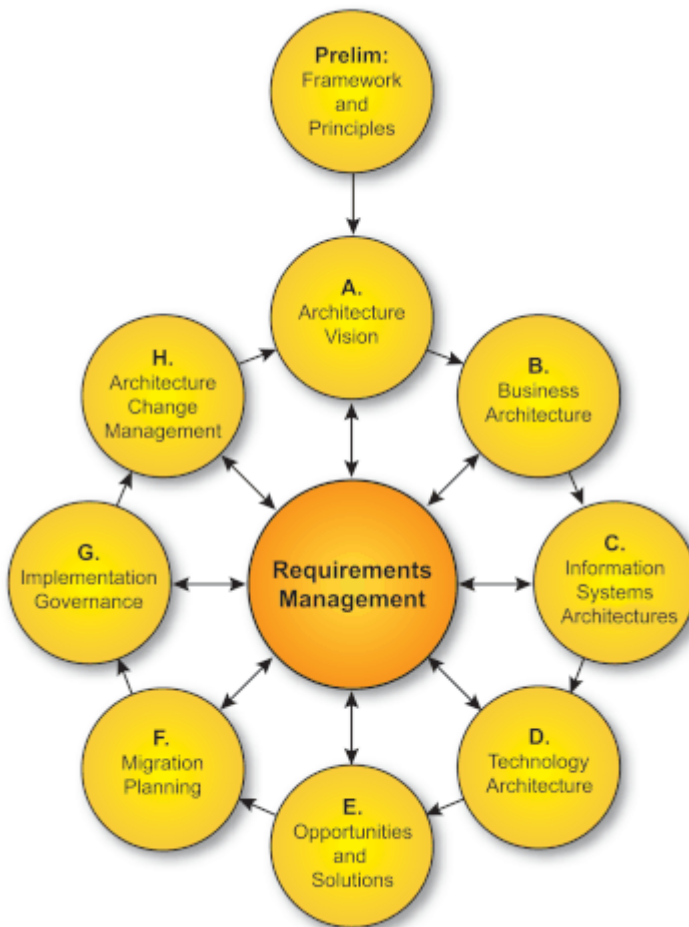 Prelim:
Framework
and
Principles
A.
Architecture
Vision
B.
Business
Architecture
C.
Information
Systems
Architectures
D.
Technology
Architecture
E.
Opportunities
and
Solutions
F.
Migration
Planning
G.
Implementation
Governance
H.
Architecture
Change
Management
Requirements
Management